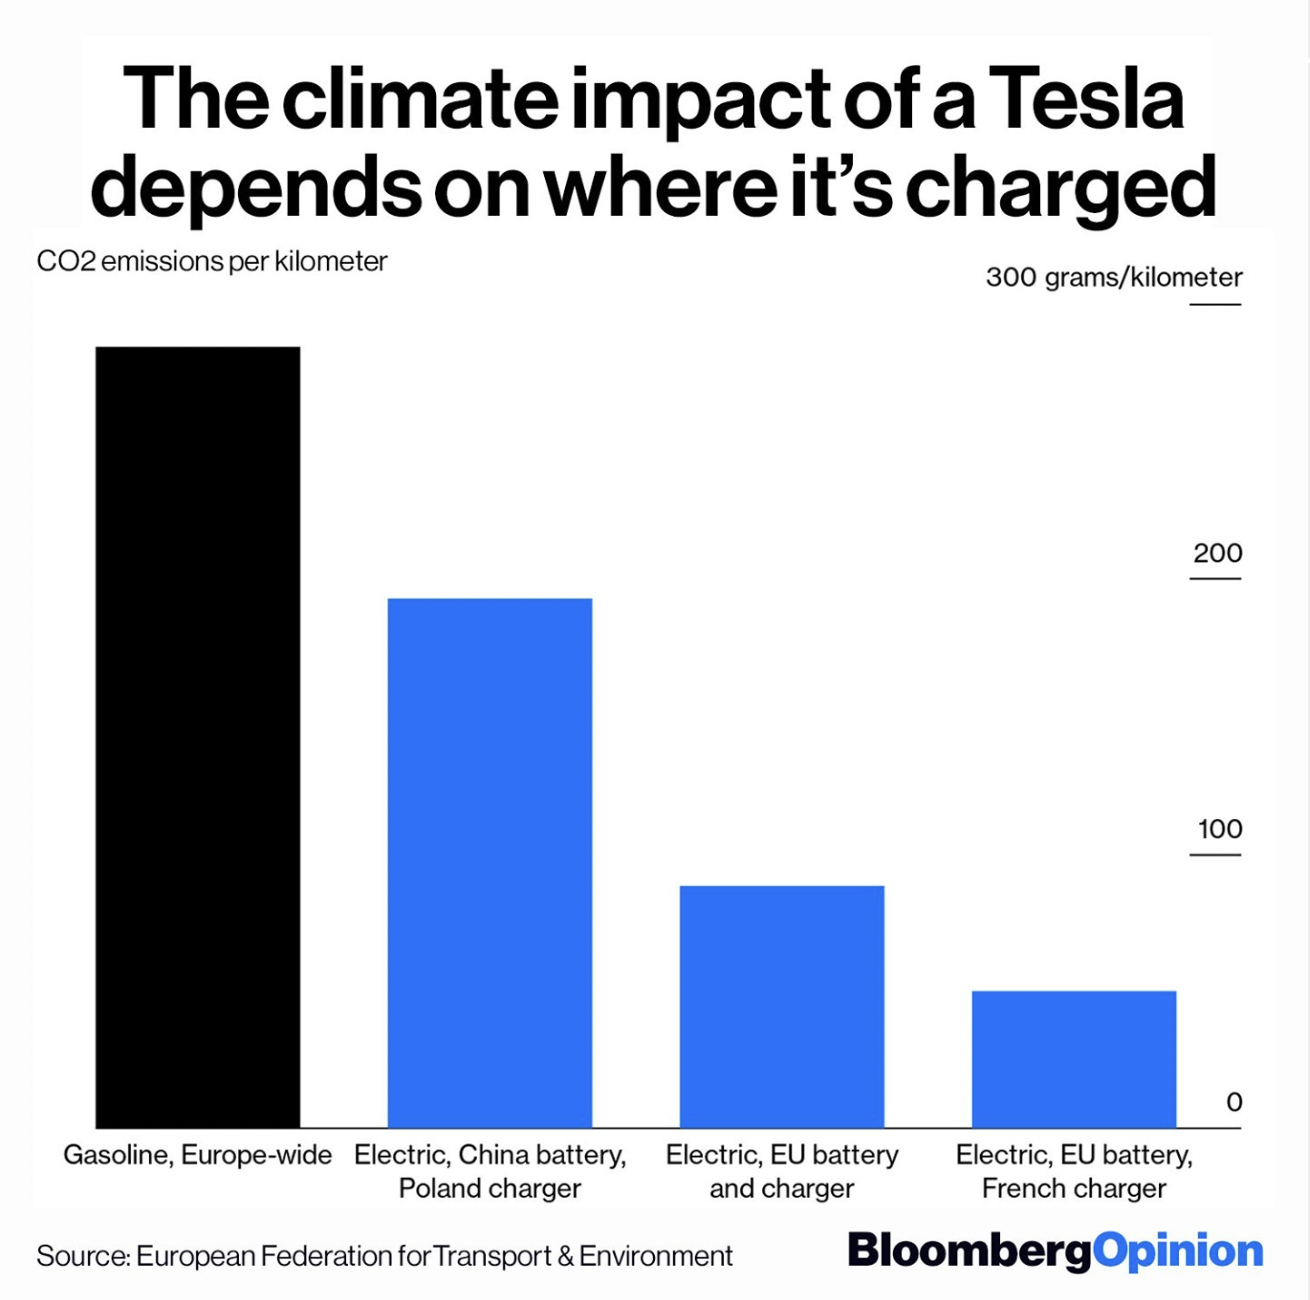 The climate impact of a Tesla
depends on where it’s charged
CO2 emissions per kilometer
300 grams/kilometer
200
100
0
Gasoline, Europe-wide
Electric, China battery,
Poland charger
Electric, EU battery
and charger
Electric, EU battery,
French charger
Source: European Federation for Transport & Environment
BloombergOpinion